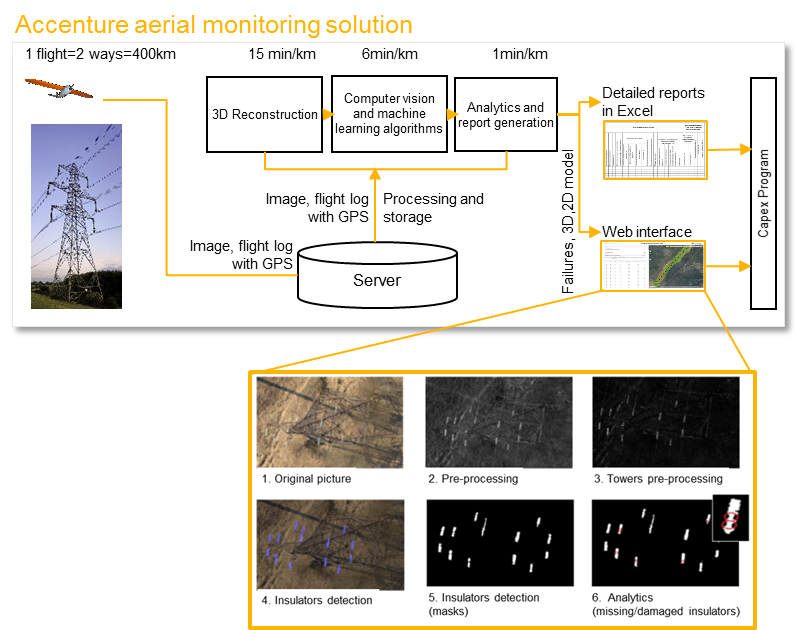 Accenture aerial monitoring solution
1 flight=2 ways=400km
15 min/km
6min/km
1min/km
3D Reconstruction
Computer vision
and machine
learning algorithms
Analytics and
report generation
Detailed reports
in Excel
Image, flight log
with GPS
Processing and
storage
Image, flight log
with GPS
Server
Failures, 3D,2D model
Web interface
Capex Program
1. Original picture
2. Pre-processing
3. Towers pre-processing
4. Insulators detection
5. Insulators detection
(masks)
6. Analytics
(missing/damaged insulators)